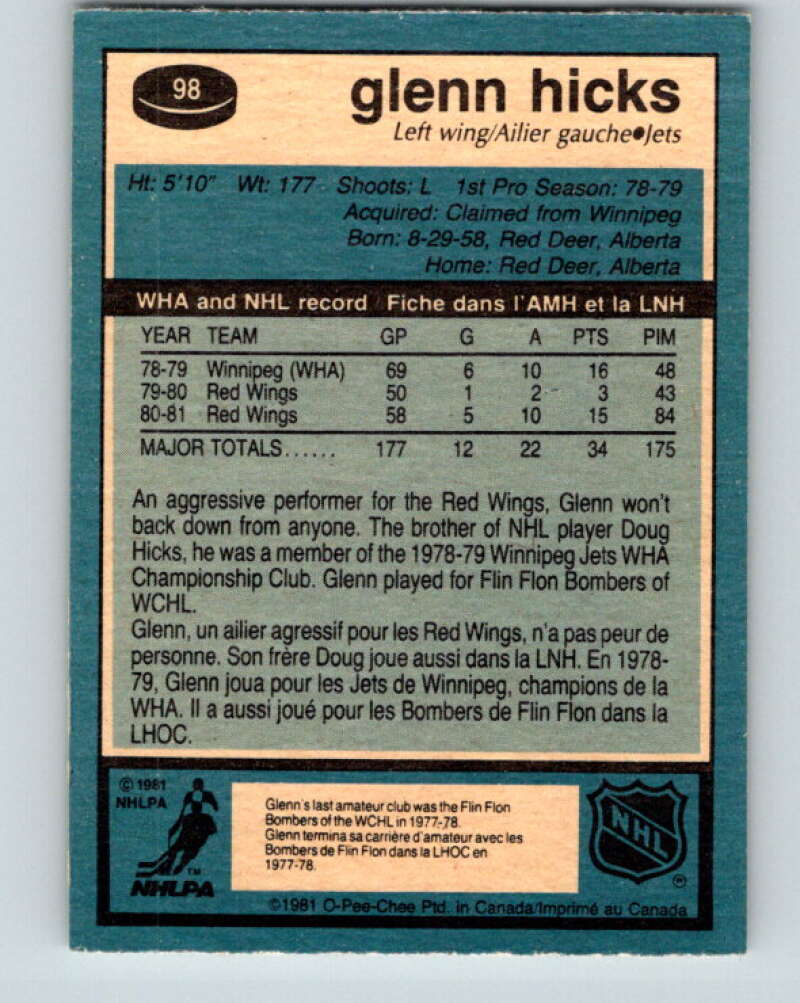 98
glenn hicks
Left wing/Ailier gauche●Jets
Ht: 5'10" Wt: 177 Shoots: L 1st Pro Season: 78-79
Acquired: Claimed from Winnipeg
Born: 8-29-58, Red Deer, Alberta
Home: Red Deer, Alberta
WHA and NHL record Fiche dans l'AMH et la LNH
YEAR TEAM GP G A PTS PIM
78-79 Winnipeg (WHA) 69 6 10 16 48
79-80 Red Wings 50 1 2 3 43
80-81 Red Wings 58 5 10 15 84
MAJOR TOTALS...... 177 12 22 34 175
An aggressive performer for the Red Wings, Glenn won't
back down from anyone. The brother of NHL player Doug
Hicks, he was a member of the 1978-79 Winnipeg Jets WHA
Championship Club. Glenn played for Flin Flon Bombers of
WCHL.
Glenn, un ailier agressif pour les Red Wings, n'a pas peur de
personne. Son frère Doug joue aussi dans la LNH. En 1978-
79, Glenn joua pour les Jets de Winnipeg, champions de la
WHA. Il a aussi joué pour les Bombers de Flin Flon dans la
LHOC.
© 1981
NHLPA
TM
NHLPA
Glenn's last amateur club was the Flin Flon
Bombers of the WCHL in 1977-78.
Glenn termina sa carrière d'amateur avec les
Bombers de Flin Flon dans la LHOC en
1977-78.
NHL
®
©1981 O-Pee-Chee Ptd. in Canada/Imprimé au Canada